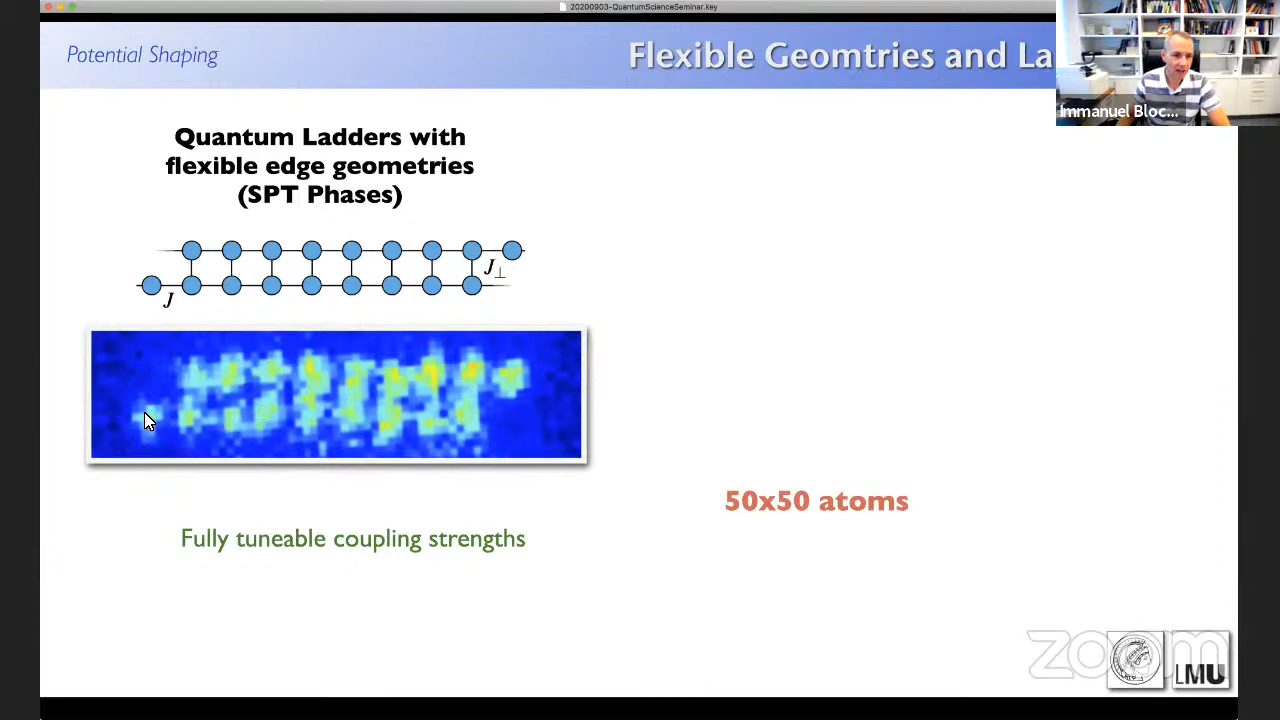 20200903-QuantumScienceSeminar.key
Potential Shaping
Flexible Geomtries and La
Immanuel Bloc...
Quantum Ladders with
flexible edge geometries
(SPT Phases)
J⊥
J
50x50 atoms
Fully tuneable coupling strengths
zoom
LMU